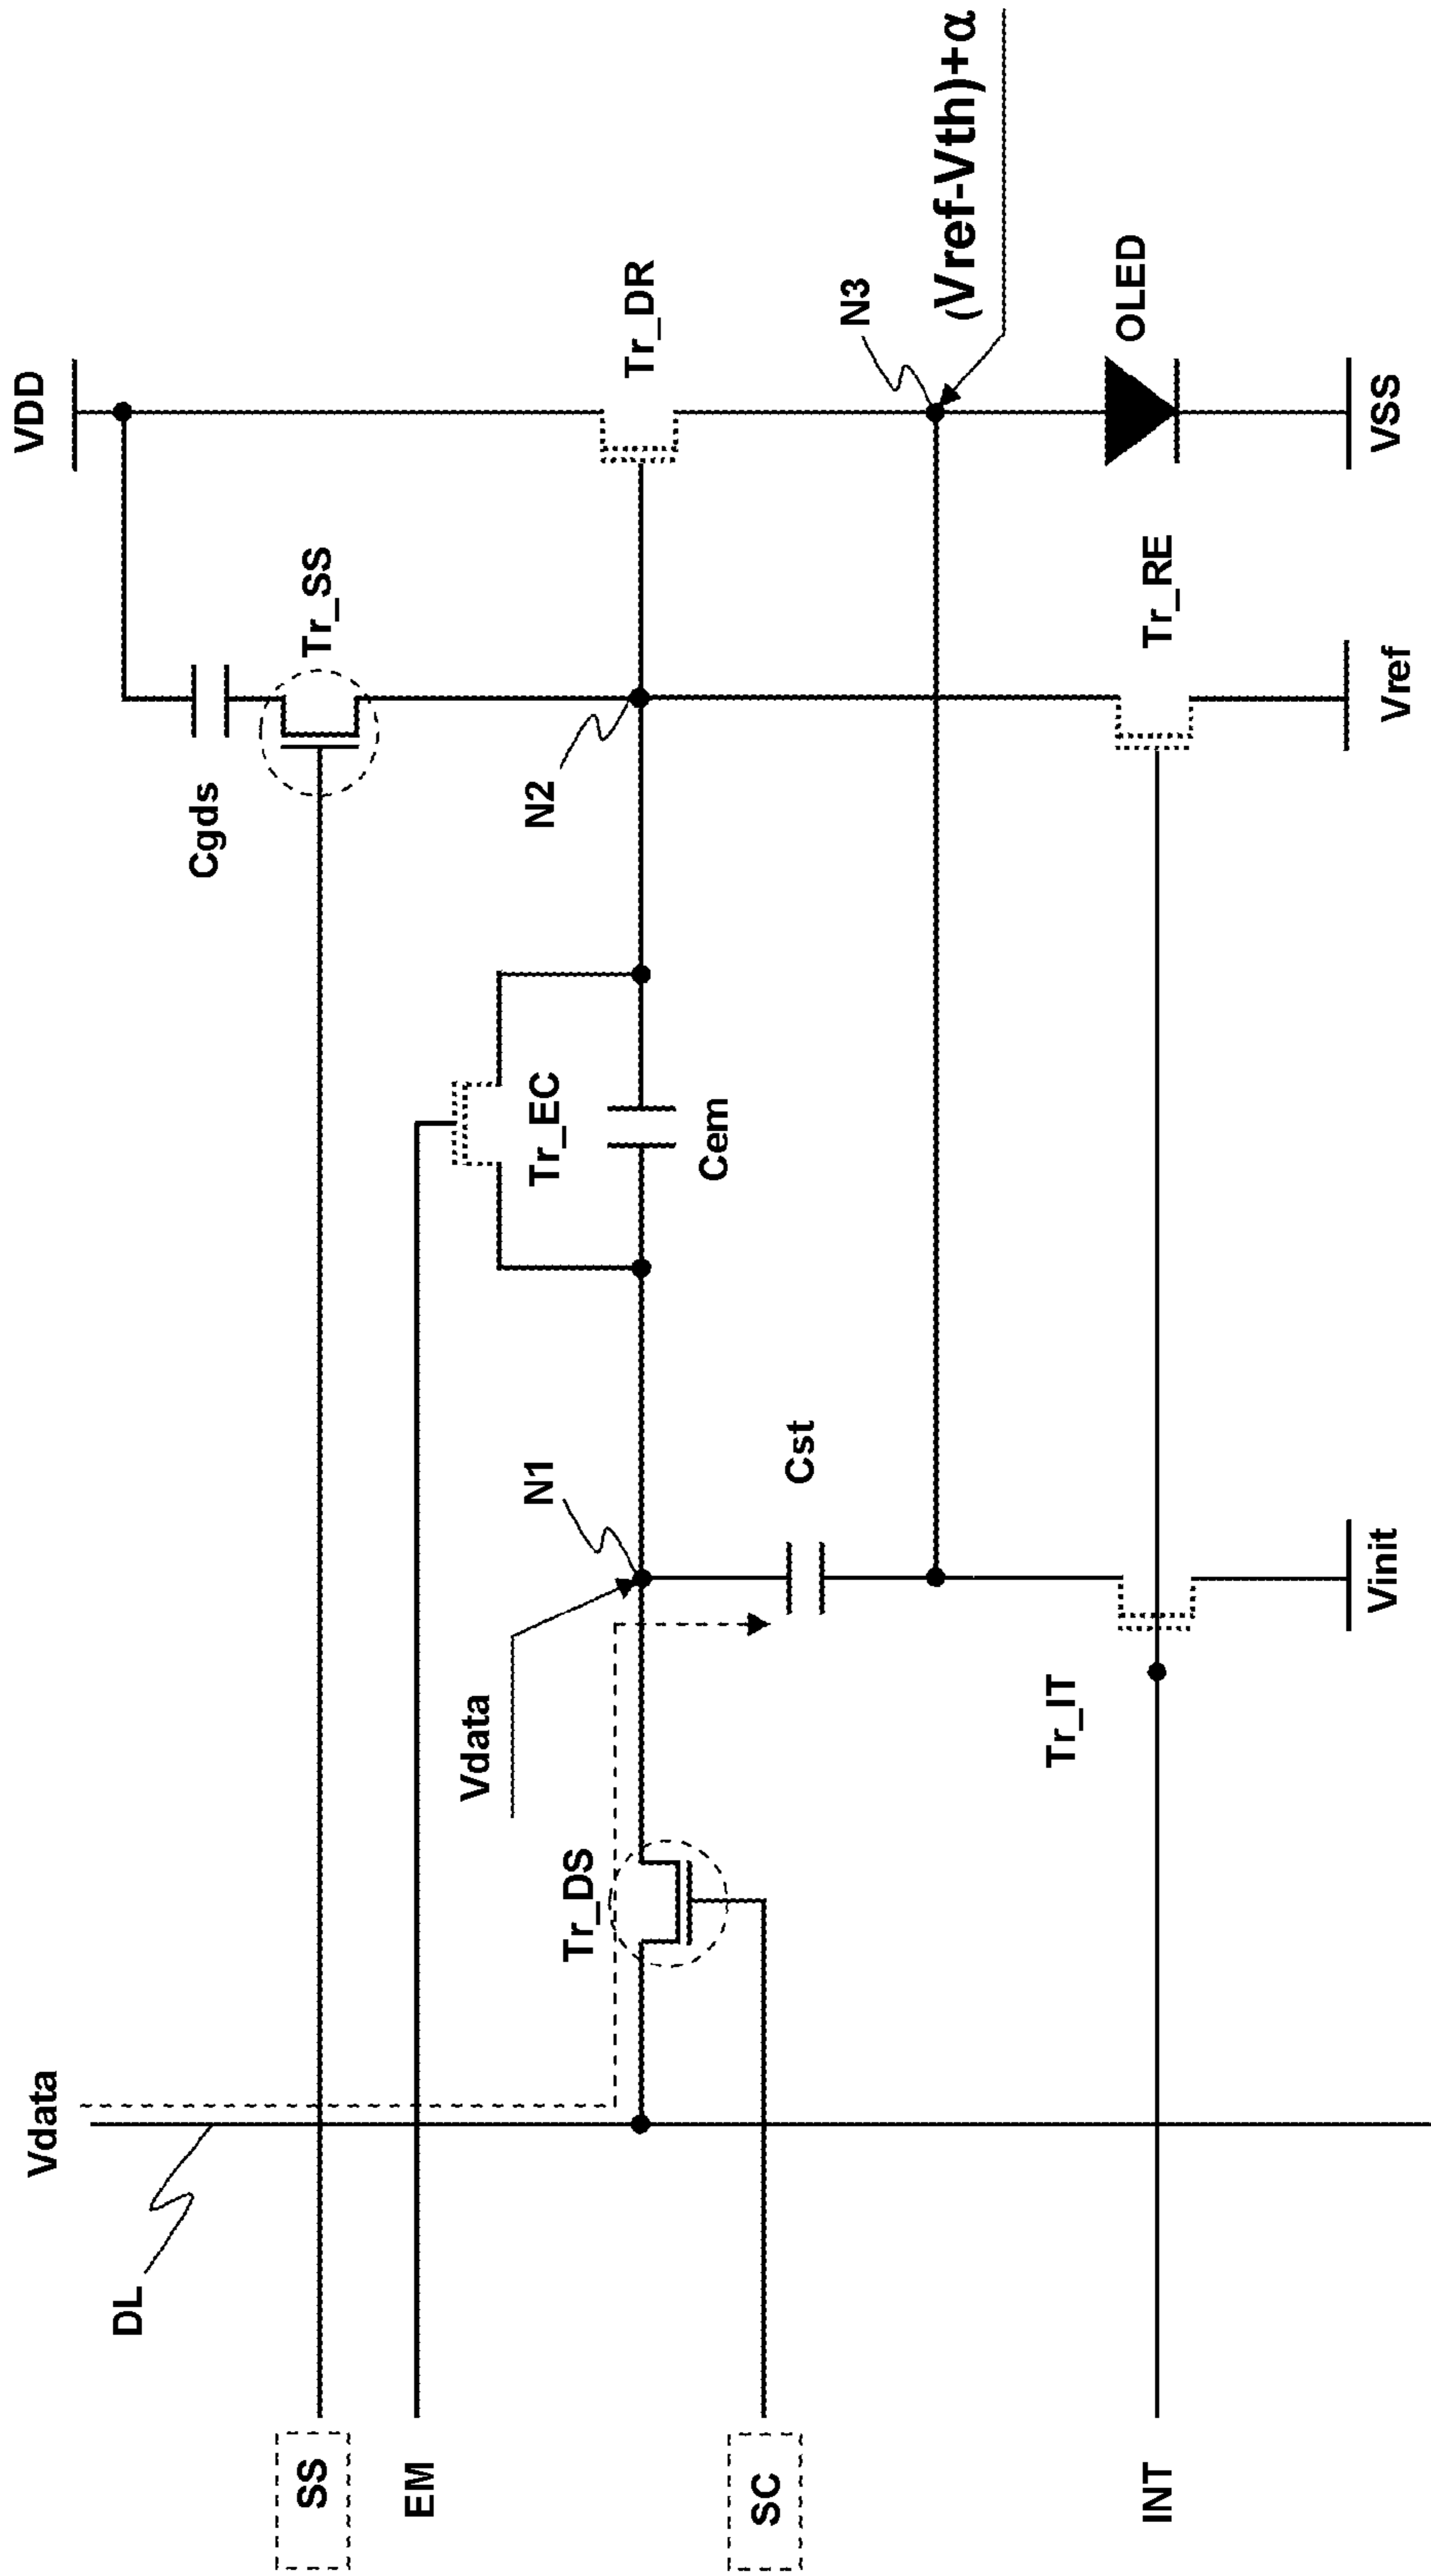 Vdata
VDD
DL
SS
Cgds
Tr_SS
EM
Vdata
N1
Tr_EC
N2
Tr_DR
Tr_DS
Cem
SC
Cst
N3
(Vref-Vth)+α
Tr_IT
INT
Tr_RE
OLED
Vinit
Vref
VSS